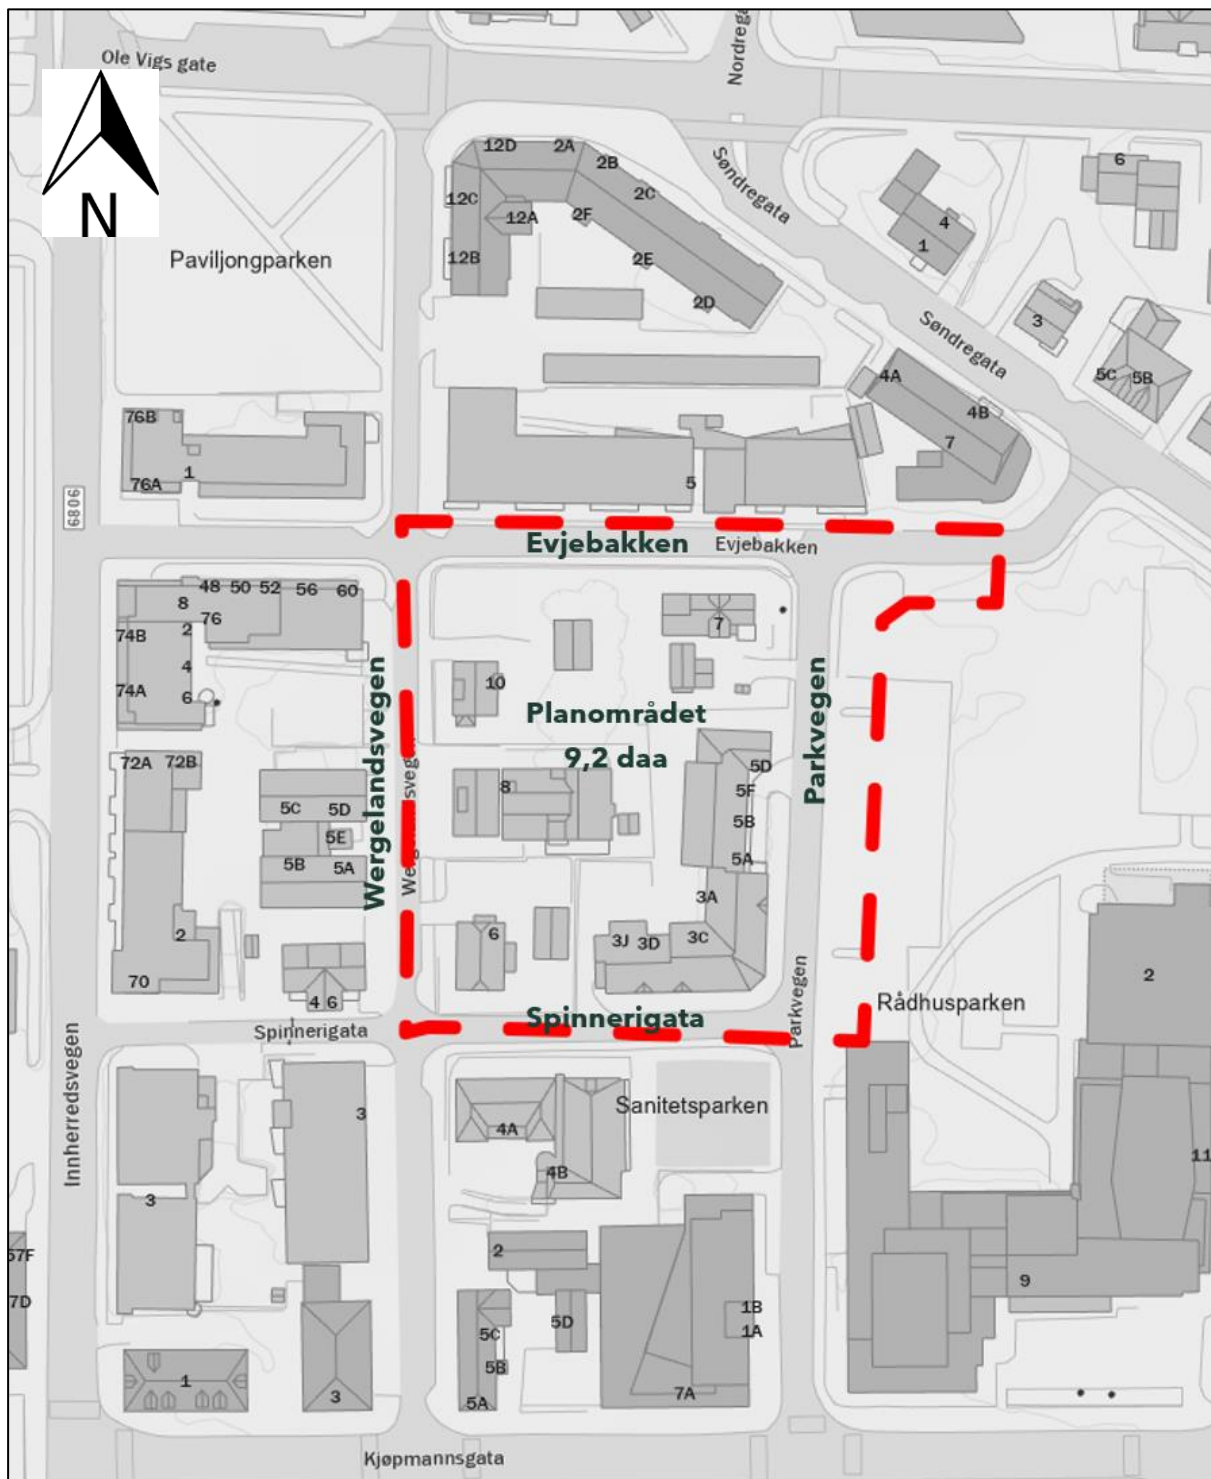 Ole Vigs gate
Nordrega
N
Søndregata
12D
2A
2B
2C
12C
12A
2F
12B
2E
2D
6
4
1
3
Paviljongparken
Søndregata
5C
5B
4A
4B
7
76B
1
76A
5
6806
Evjebakken
Evjebakken
48
50
52
56
60
8
76
74B
2
4
74A
6
7
10
Planområdet
9,2 daa
Wergelandsvegen
Parkvegen
72A
72B
5C
5D
5E
5B
5A
8
5D
5F
5B
5A
3A
3J
3D
3C
6
2
70
4
6
2
Rådhusparken
Spinnerigata
Spinnerigata
Parkvegen
Innherredsvegen
3
3
4A
4B
Sanitetsparken
11
2
57F
7D
9
5C
5D
5B
5A
1B
1A
7A
1
3
Kjøpmannsgata